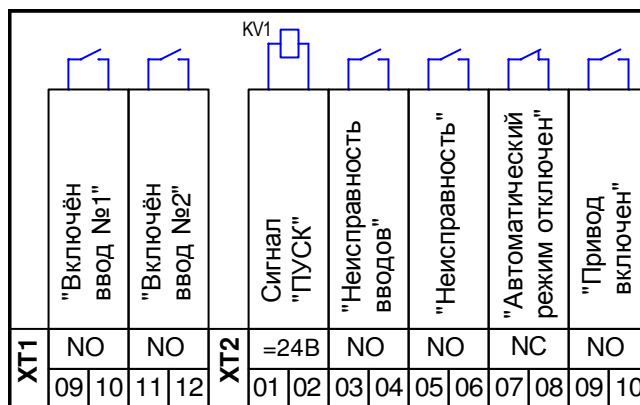 KV1
"Включён
ввод №1"
"Включён
ввод №2"
Сигнал
"ПУСК"
"Неисправность
вводов"
"Неисправность"
"Автоматический
режим отключен"
"Привод
включен"
XT1
NO
NO
XT2
=24В
NO
NO
NC
NO
09 10 11 12
01 02 03 04 05 06 07 08 09 10